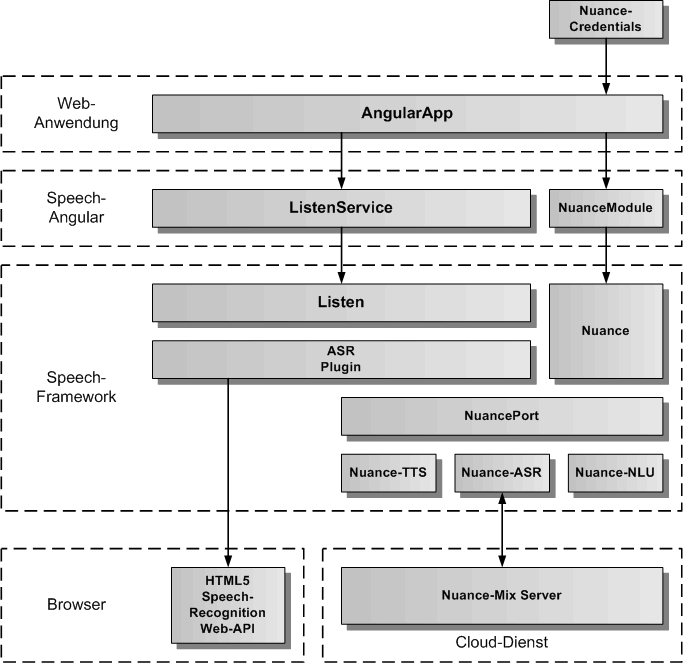 Nuance-
Credentials
Web-
Anwendung
AngularApp
Speech-
Angular
ListenService
NuanceModule
Speech-
Framework
Listen
Nuance
ASR
Plugin
NuancePort
Nuance-TTS
Nuance-ASR
Nuance-NLU
Browser
HTML5
Speech-
Recognition
Web-API
Nuance-Mix Server
Cloud-Dienst